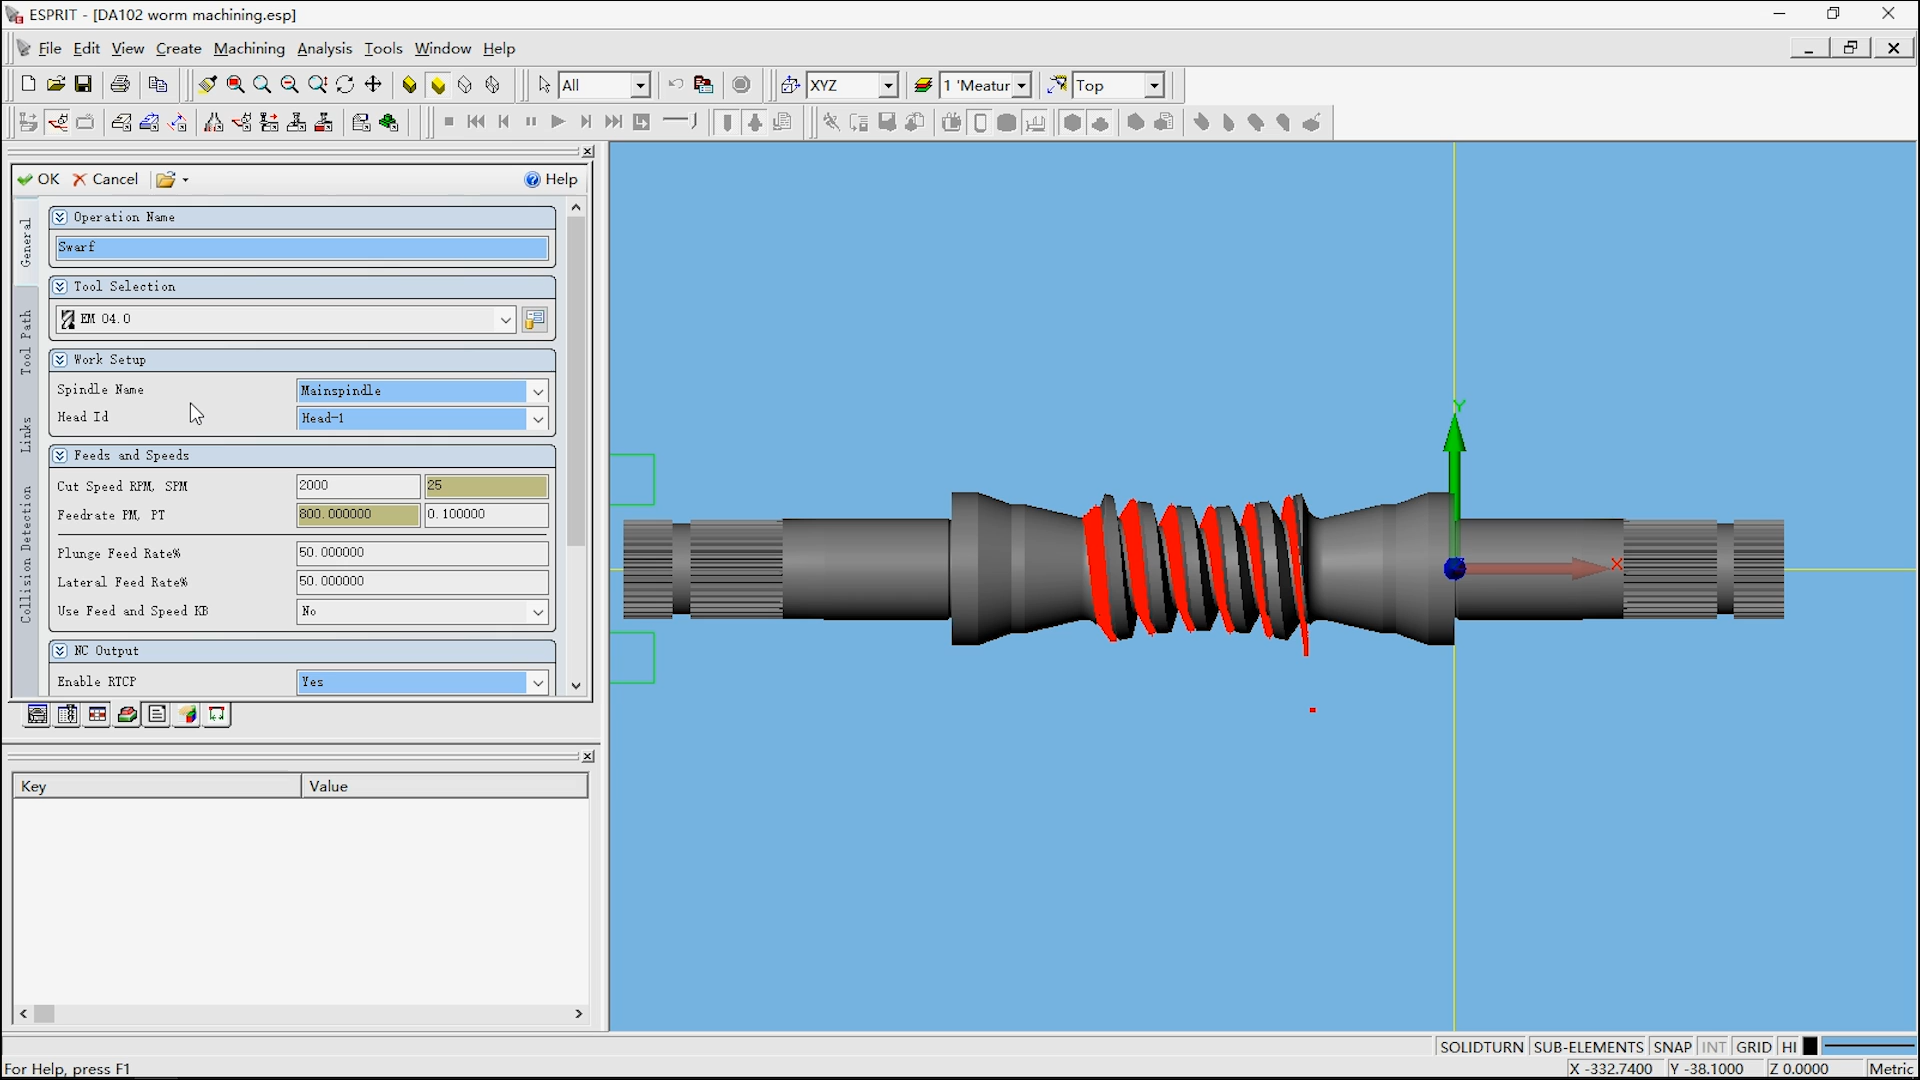 ESPRIT - [DA102 worm machining.esp]
File Edit View Create Machining Analysis Tools Window Help
All XYZ 1 'Meatur Top
OK Cancel Help
General
Tool Path
Links
Collision Detection
Operation Name
Swarf
Tool Selection
EM 04.0
Work Setup
Spindle Name Mainspindle
Head Id Head-1
Feeds and Speeds
Cut Speed RPM, SPM 2000 25
Feedrate PM, PT 800.000000 0.100000
Plunge Feed Rate% 50.000000
Lateral Feed Rate% 50.000000
Use Feed and Speed KB No
NC Output
Enable RTCP Yes
Key Value
Y
X
SOLIDTURN SUB-ELEMENTS SNAP INT GRID HI
For Help, press F1
X -332.7400 Y -38.1000 Z 0.0000 Metric